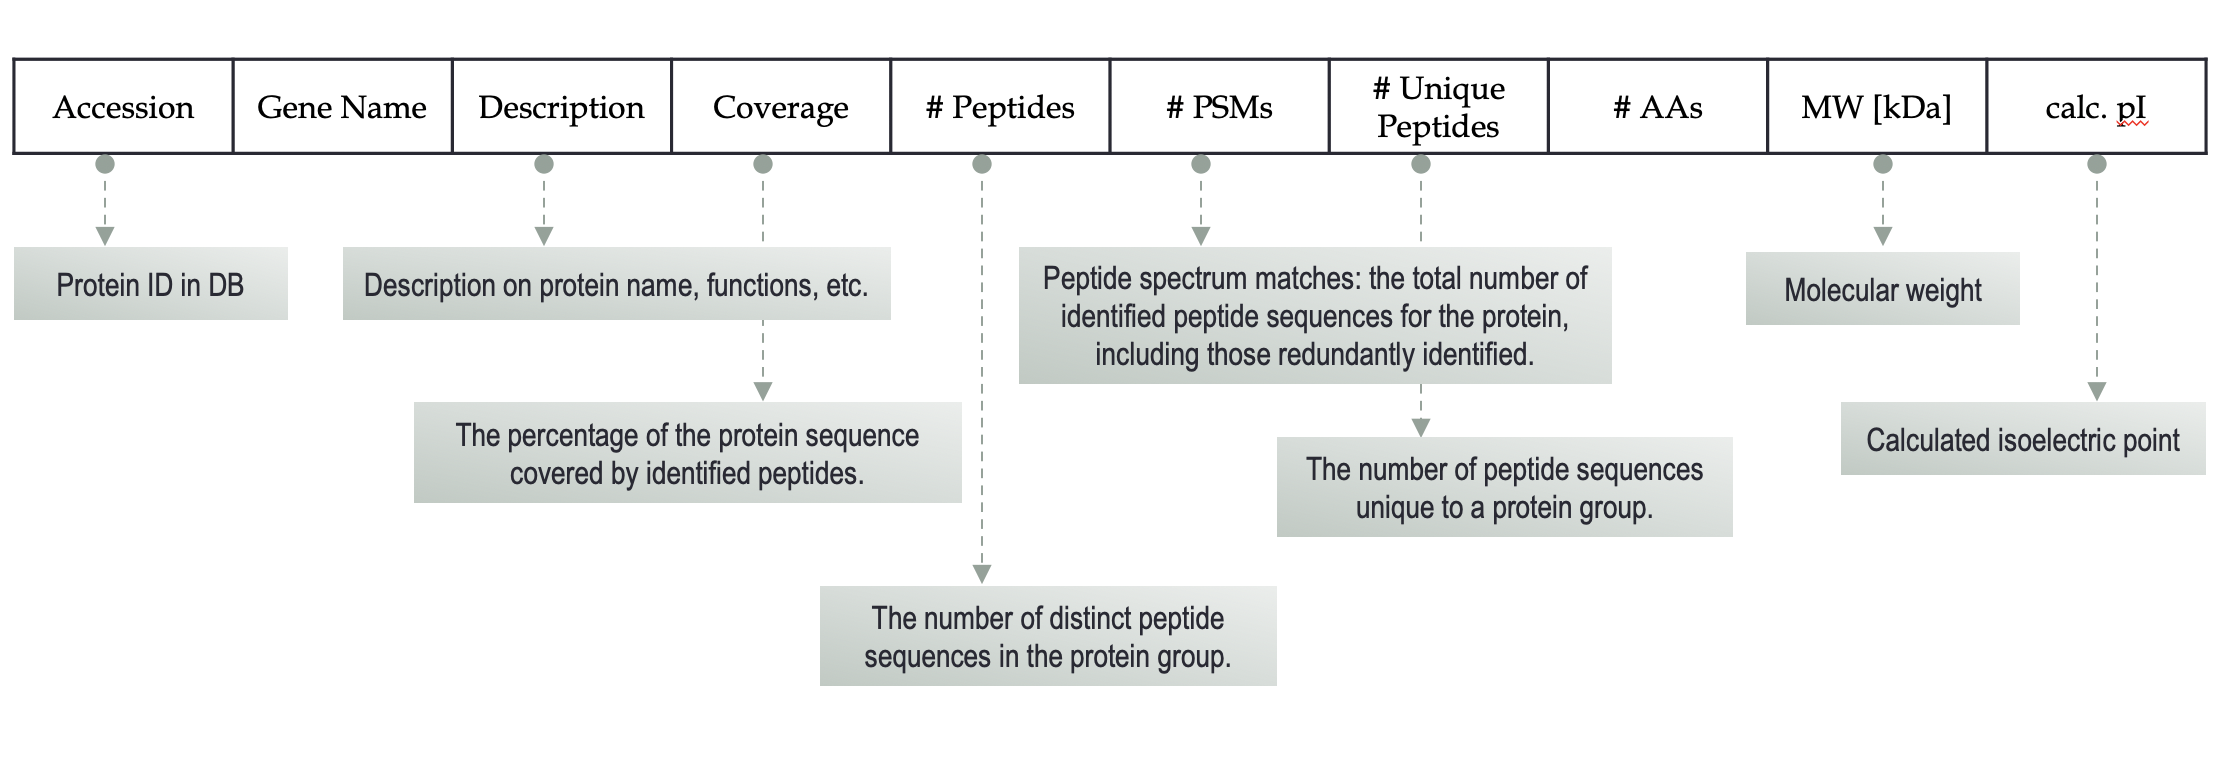 Accession
Gene Name
Description
Coverage
# Peptides
# PSMs
# Unique
Peptides
# AAs
MW [kDa]
calc. pI
Protein ID in DB
Description on protein name, functions, etc.
Peptide spectrum matches: the total number of
identified peptide sequences for the protein,
including those redundantly identified.
Molecular weight
The percentage of the protein sequence
covered by identified peptides.
The number of peptide sequences
unique to a protein group.
Calculated isoelectric point
The number of distinct peptide
sequences in the protein group.